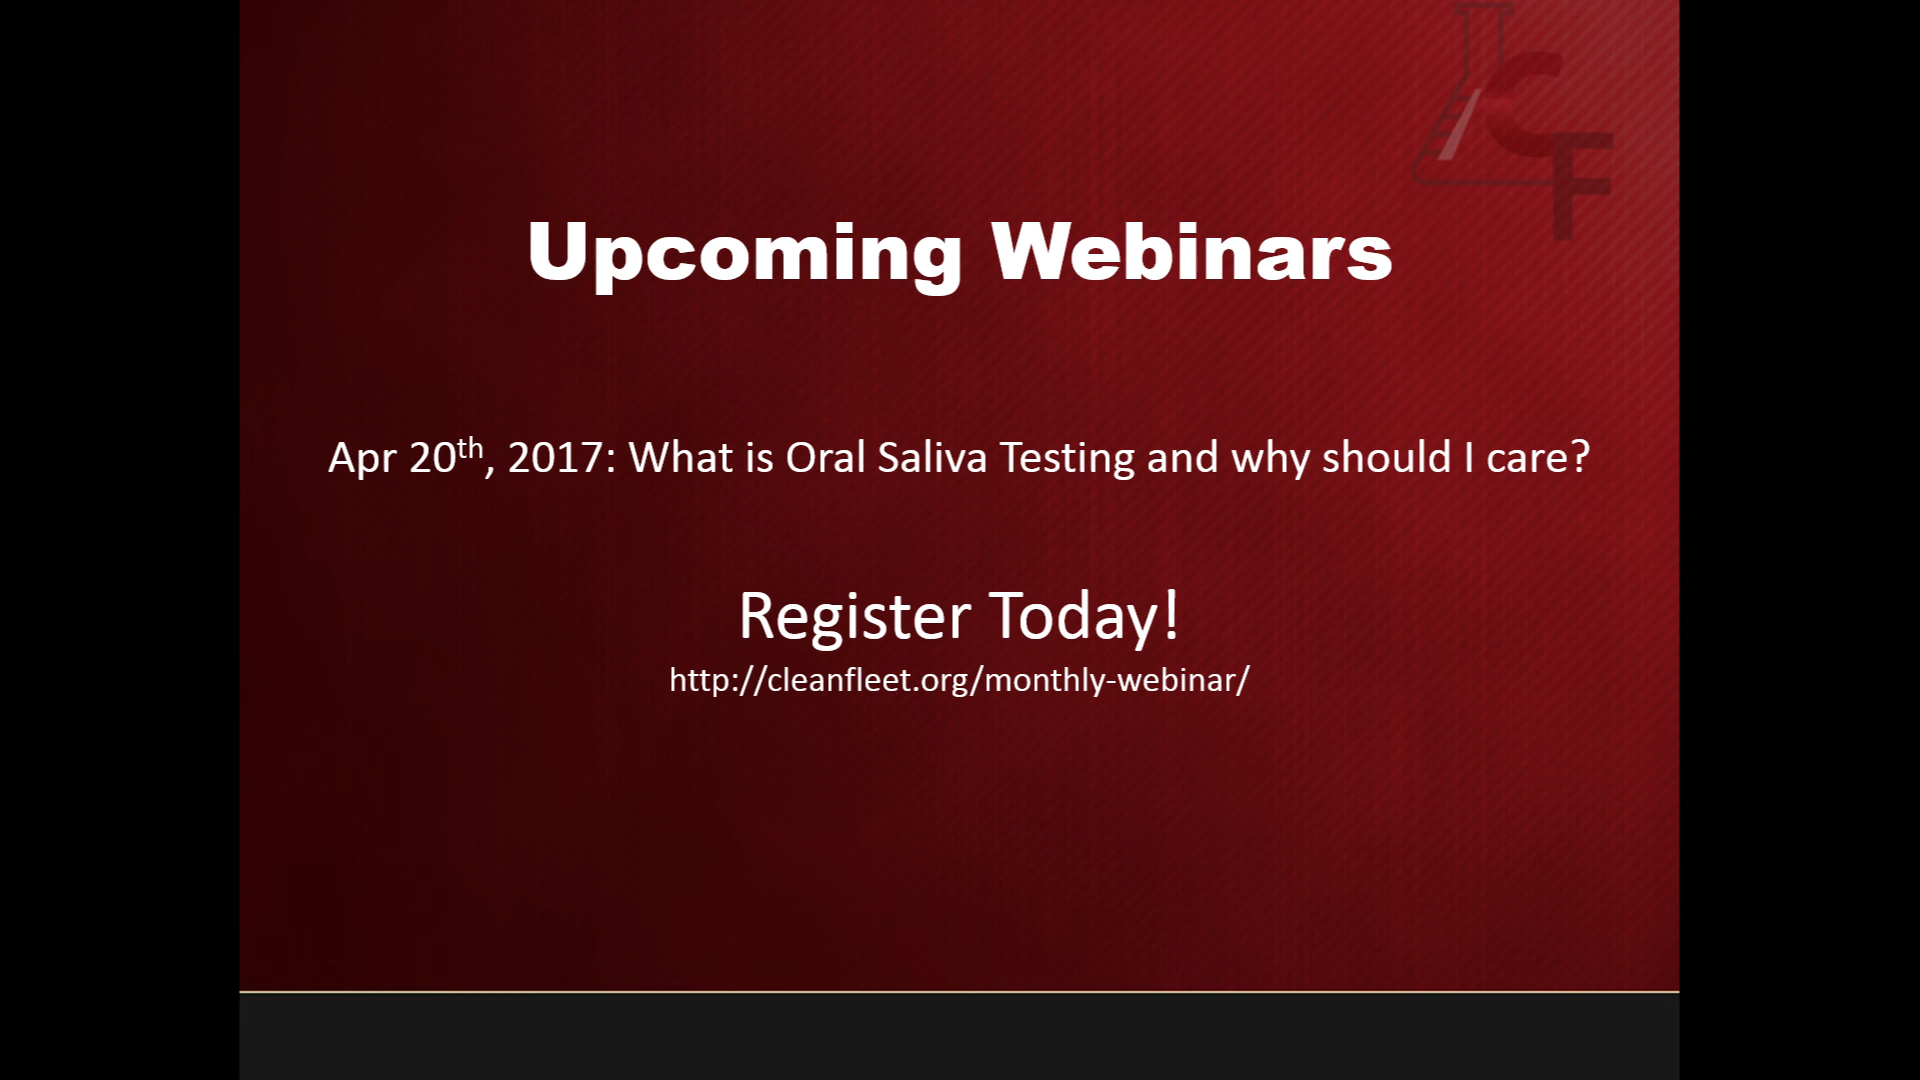 CF
Upcoming Webinars
Apr 20th, 2017: What is Oral Saliva Testing and why should I care?
Register Today!
http://cleanfleet.org/monthly-webinar/